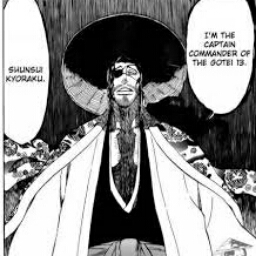 I'M THE
CAPTAIN
COMMANDER
OF THE
GOTEI 13.
SHUNSUI
KYORAKU.